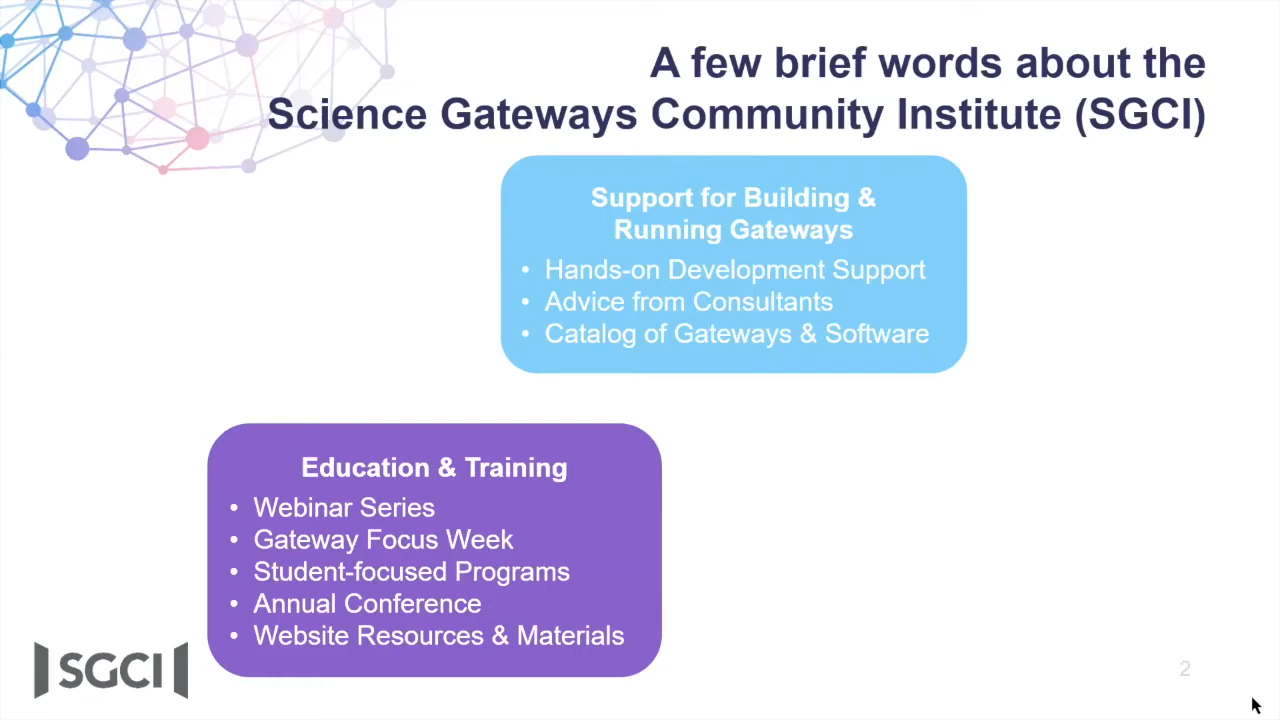 A few brief words about the
Science Gateways Community Institute (SGCI)
Support for Building &
Running Gateways
• Hands-on Development Support
• Advice from Consultants
• Catalog of Gateways & Software
Education & Training
• Webinar Series
• Gateway Focus Week
• Student-focused Programs
• Annual Conference
• Website Resources & Materials
SGCI
2